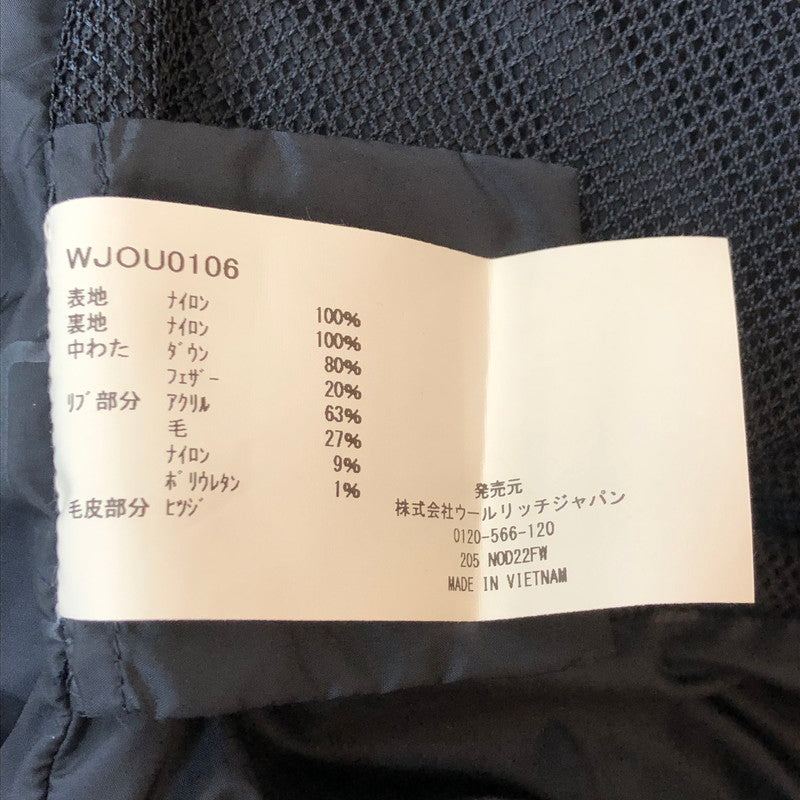 WJOU0106
表地 ﾅｲﾛﾝ 100%
裏地 ﾅｲﾛﾝ 100%
中わた ﾀﾞｳﾝ 80%
ﾌｪｻﾞｰ 20%
ﾘﾌﾞ部分 ｱｸﾘﾙ 63%
毛 27%
ﾅｲﾛﾝ 9%
ﾎﾟﾘｳﾚﾀﾝ 1%
毛皮部分 ﾋﾂｼﾞ
発売元
株式会社ウールリッチジャパン
0120-566-120
205 NOD22FW
MADE IN VIETNAM